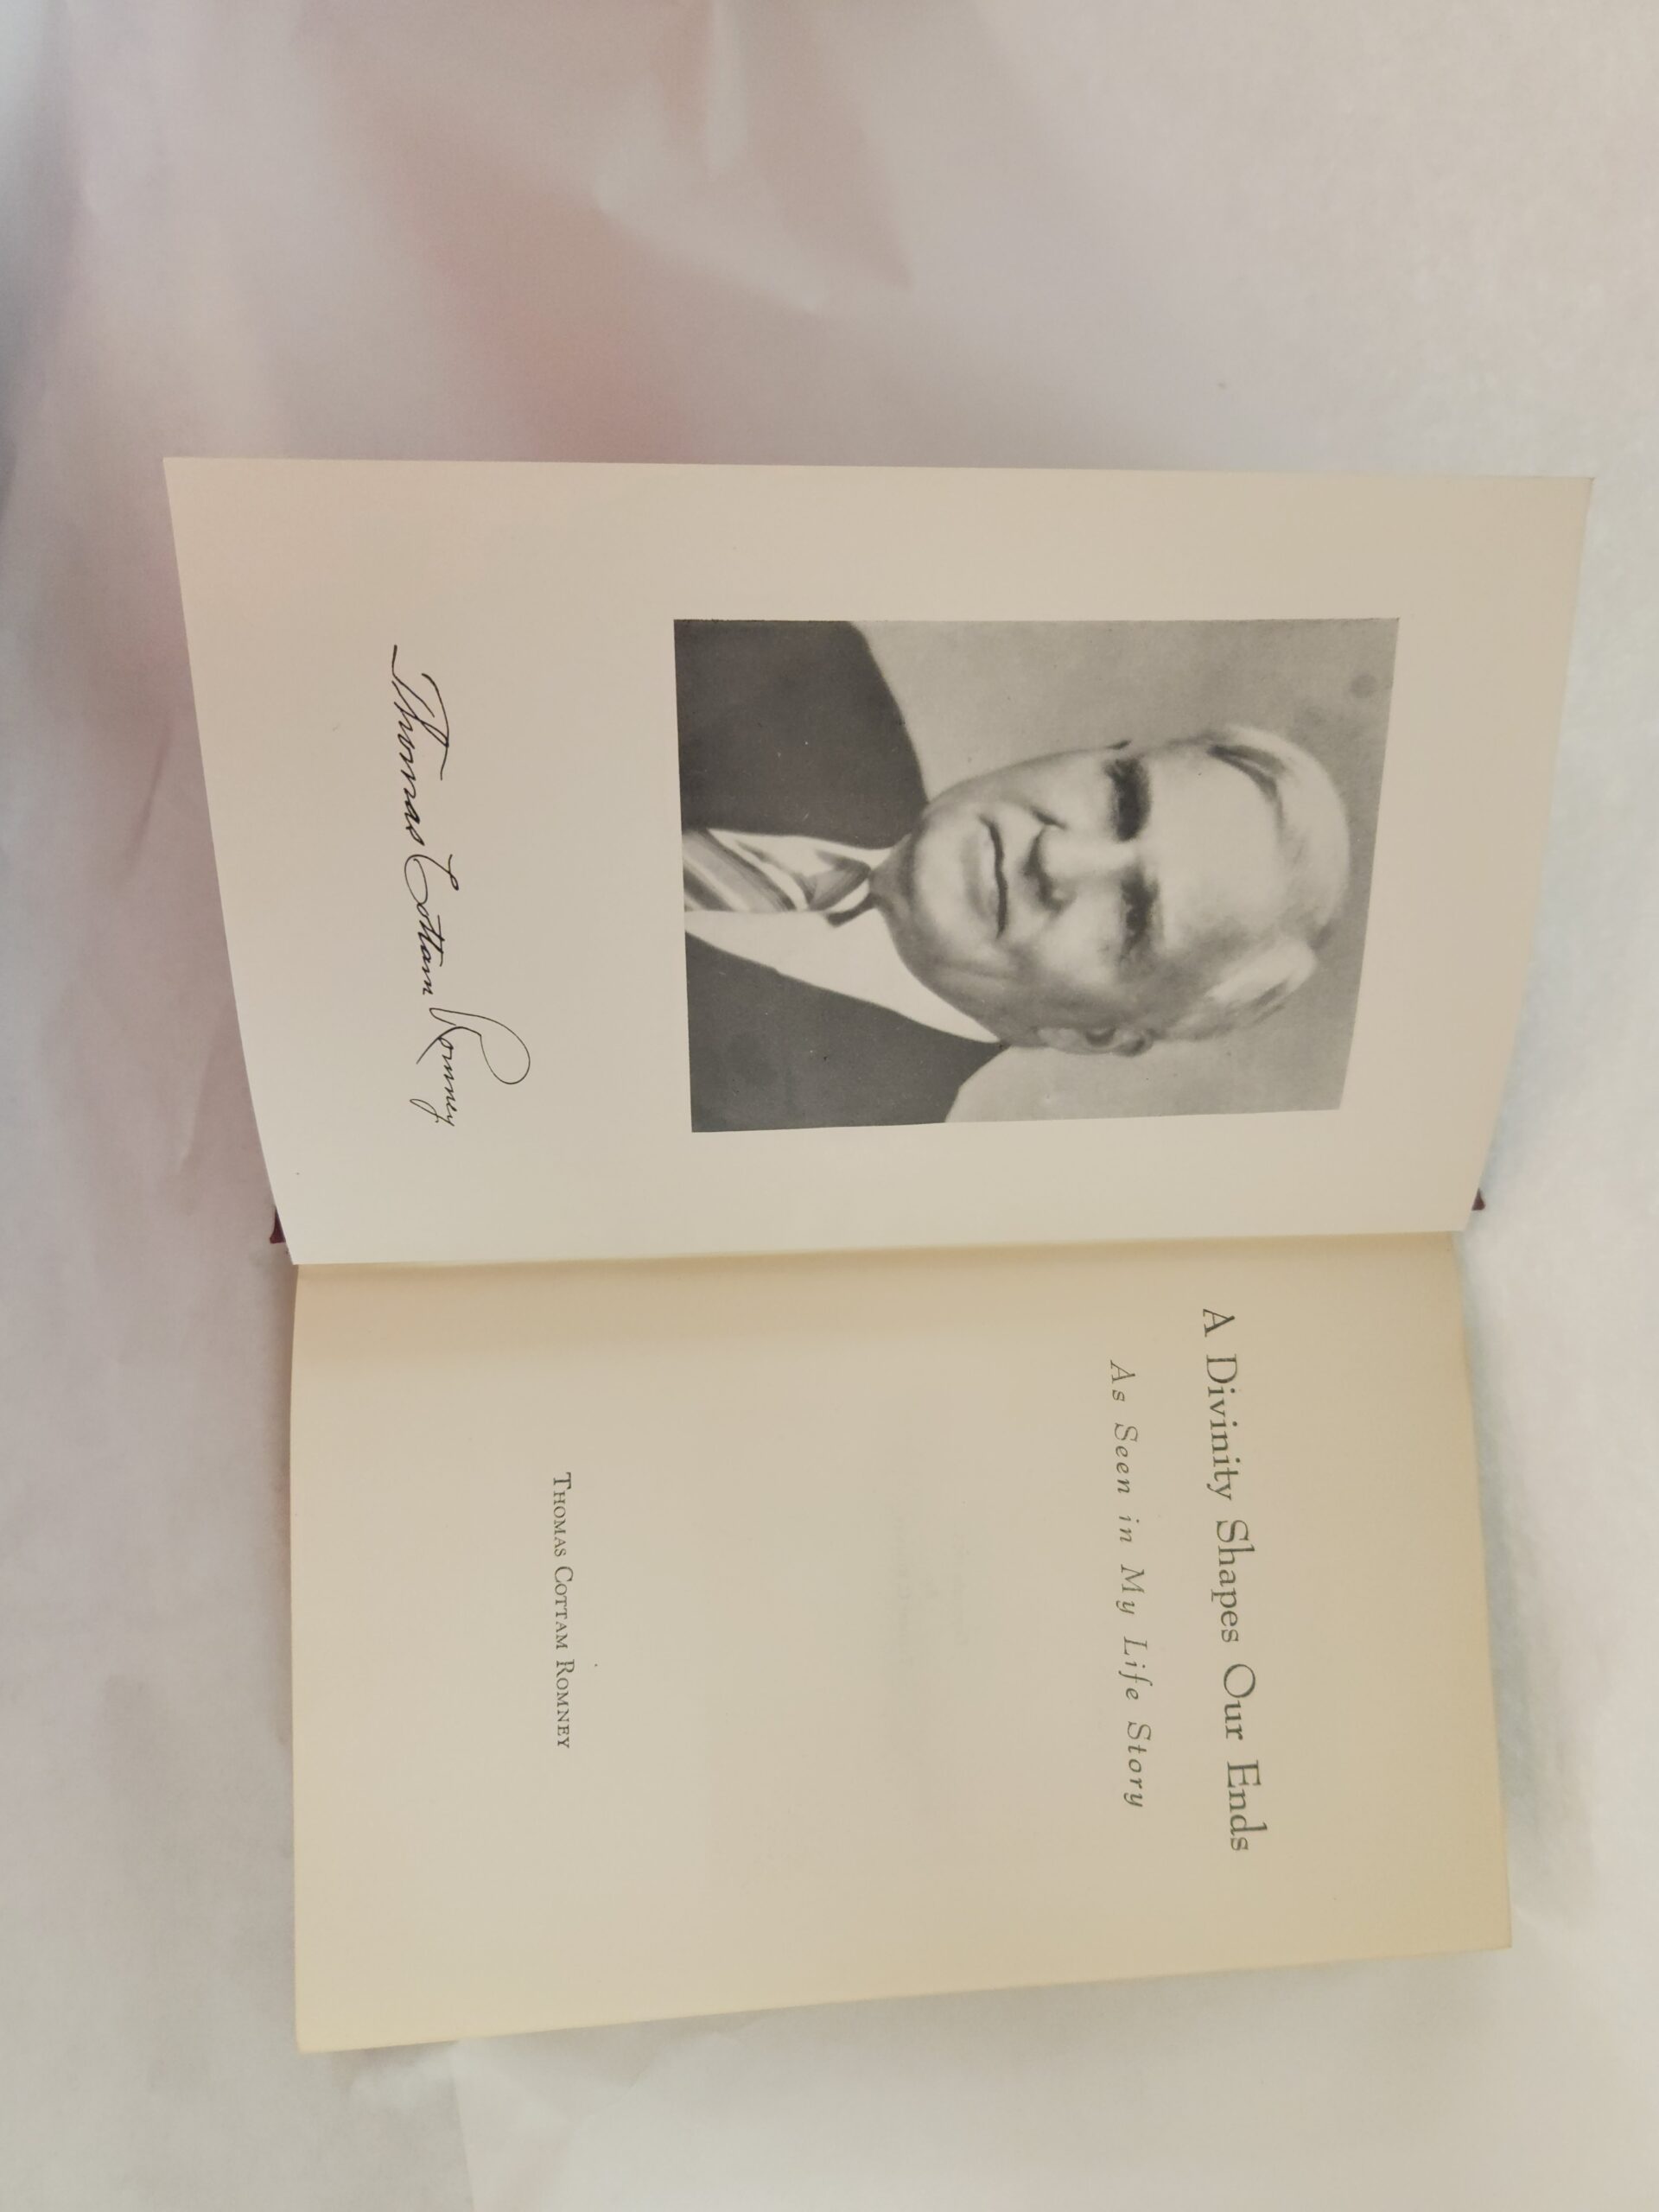 Thomas Cottam Romney
A Divinity Shapes Our Ends
As Seen in My Life Story
THOMAS COTTAM ROMNEY